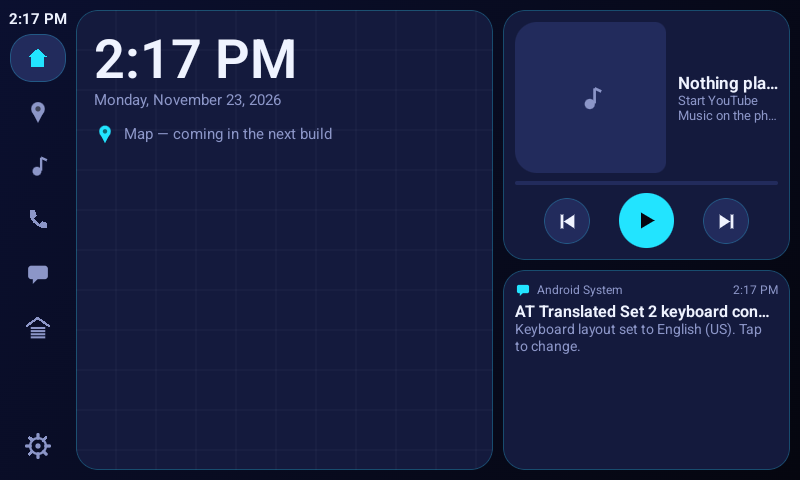 2:17 PM
2:17 PM
Monday, November 23, 2026
Map — coming in the next build
Nothing pla…
Start YouTube
Music on the ph…
Android System
2:17 PM
AT Translated Set 2 keyboard con…
Keyboard layout set to English (US). Tap
to change.